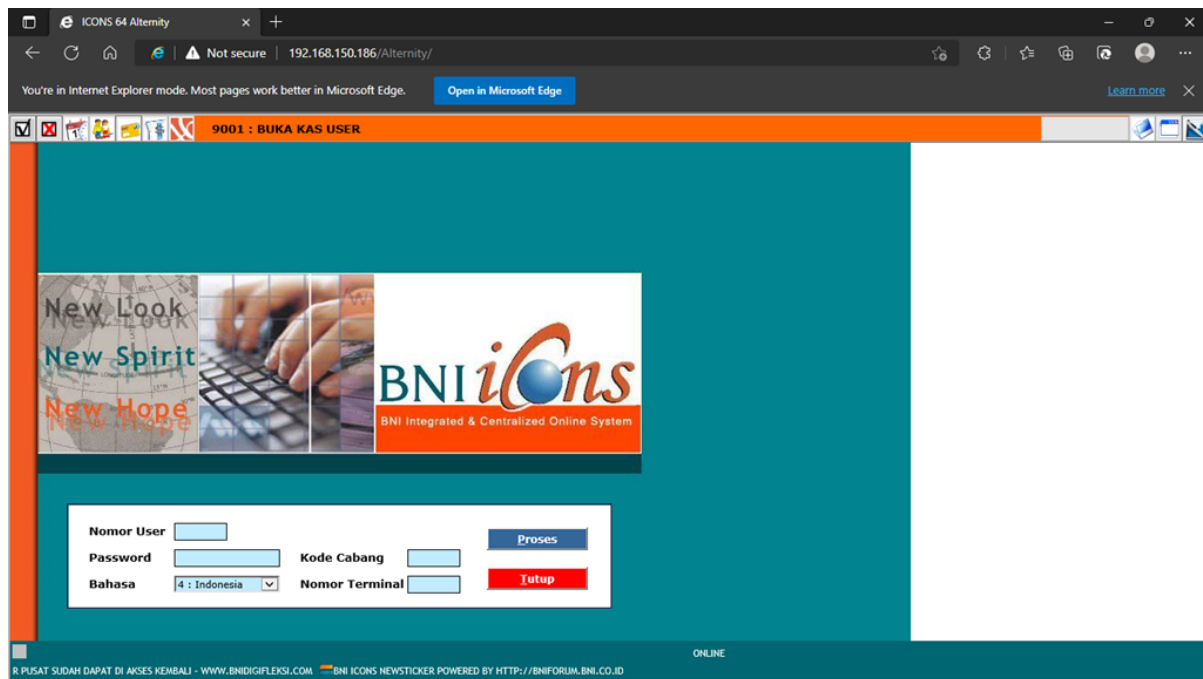 ICONS 64 Alternity
Not secure | 192.168.150.186/Alternity/
You're in Internet Explorer mode. Most pages work better in Microsoft Edge.
Open in Microsoft Edge
Learn more
9001 : BUKA KAS USER
New Look
New Spirit
New Hope
BNI icons
BNI Integrated & Centralized Online System
Nomor User
Proses
Password
Kode Cabang
Bahasa
4 : Indonesia
Nomor Terminal
Tutup
ONLINE
R PUSAT SUDAH DAPAT DI AKSES KEMBALI - WWW.BNIDIGIFLEKSI.COM BNI ICONS NEWSTICKER POWERED BY HTTP://BNIFORUM.BNI.CO.ID